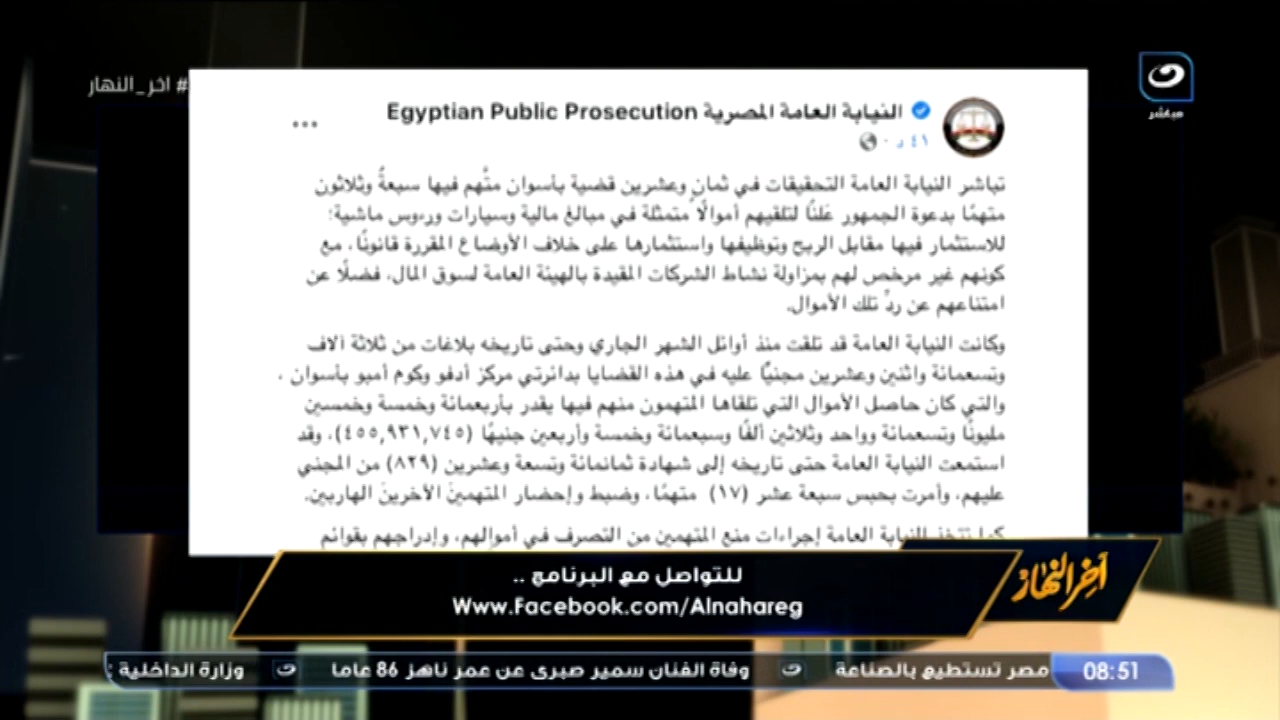 # اخر_النهار
مباشر
النيابة العامة المصرية Egyptian Public Prosecution
٤١ د ·
تباشر النيابة العامة التحقيقات في ثمانٍ وعشرين قضية بأسوان متَّهم فيها سبعةٌ وثلاثون
متهمًا بدعوة الجمهور عَلنًا لتلقيهم أموالًا متمثلة في مبالغ مالية وسيارات ورءوس ماشية؛
للاستثمار فيها مقابل الربح وتوظيفها واستثمارها على خلاف الأوضاع المقررة قانونًا، مع
كونهم غير مرخص لهم بمزاولة نشاط الشركات المقيدة بالهيئة العامة لسوق المال، فضلًا عن
امتناعهم عن ردِّ تلك الأموال.
وكانت النيابة العامة قد تلقت منذ أوائل الشهر الجاري وحتى تاريخه بلاغات من ثلاثة آلاف
وتسعمائة واثنين وعشرين مجنيًّا عليه في هذه القضايا بدائرتي مركز أدفو وكوم أمبو بأسوان ،
والتي كان حاصل الأموال التي تلقاها المتهمون منهم فيها يقدر بأربعمائة وخمسة وخمسين
مليونًا وتسعمائة وواحد وثلاثين ألفًا وسبعمائة وخمسة وأربعين جنيهًا (٤٥٥,٩٣١,٧٤٥)، وقد
استمعت النيابة العامة حتى تاريخه إلى شهادة ثمانمائة وتسعة وعشرين (٨٢٩) من المجني
عليهم، وأمرت بحبس سبعة عشر (١٧) متهمًا، وضبط وإحضار المتهمينَ الآخرينَ الهاربين.
كما تتخذ النيابة العامة إجراءات منع المتهمين من التصرف في أموالهم، وإدراجهم بقوائم
للتواصل مع البرنامج ..
Www.Facebook.com/Alnahareg
آخر النهار
08:51 مصر تستطيع بالصناعة وفاة الفنان سمير صبرى عن عمر ناهز 86 عاما وزارة الداخلية :